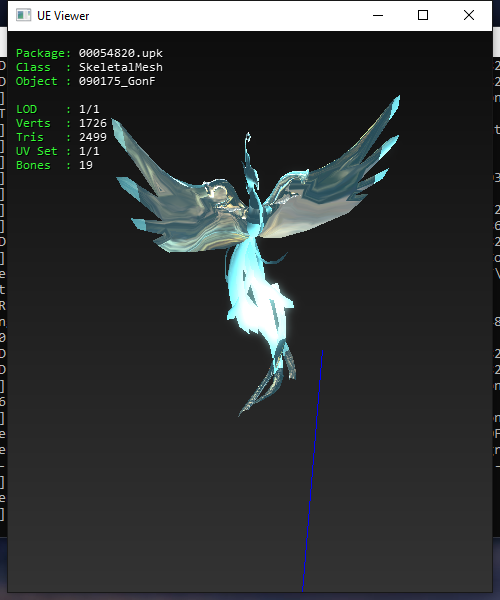 UE Viewer
Package: 00054820.upk
Class : SkeletalMesh
Object : 090175_GonF
LOD : 1/1
Verts : 1726
Tris : 2499
UV Set : 1/1
Bones : 19